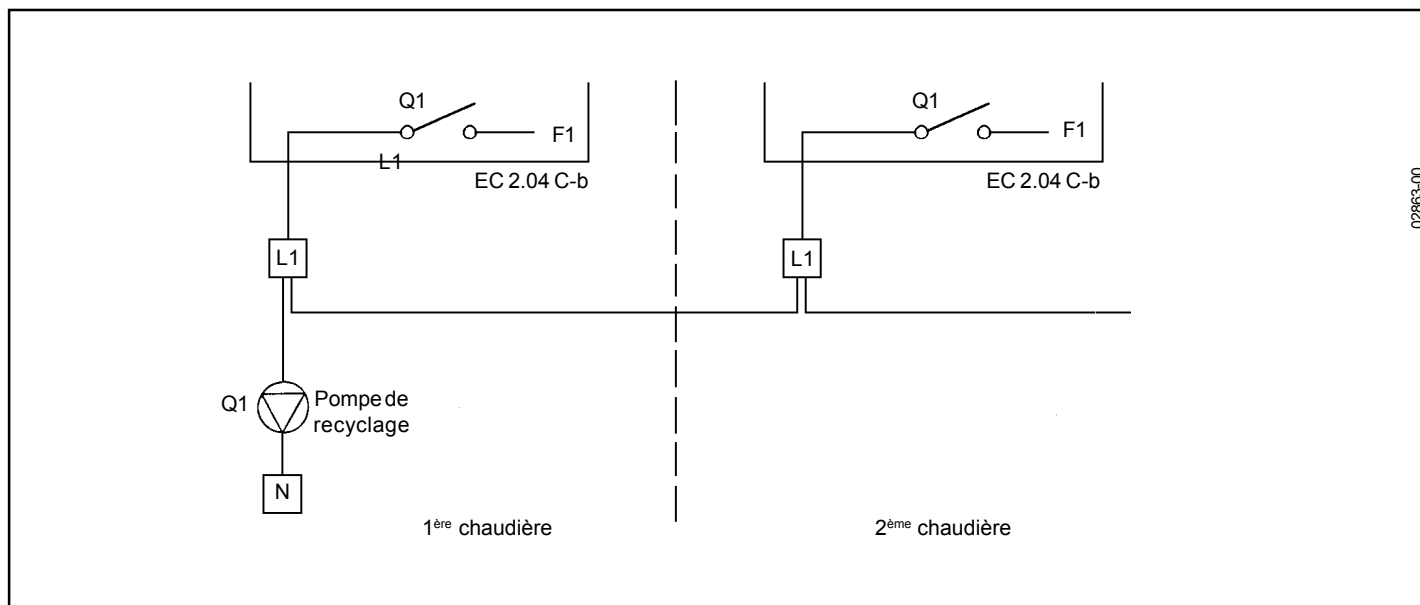 Q1
F1
L1
EC 2.04 C-b
L1
Q1
Pompe de
recyclage
N
1ère chaudière
Q1
F1
EC 2.04 C-b
L1
2ème chaudière
02863-00